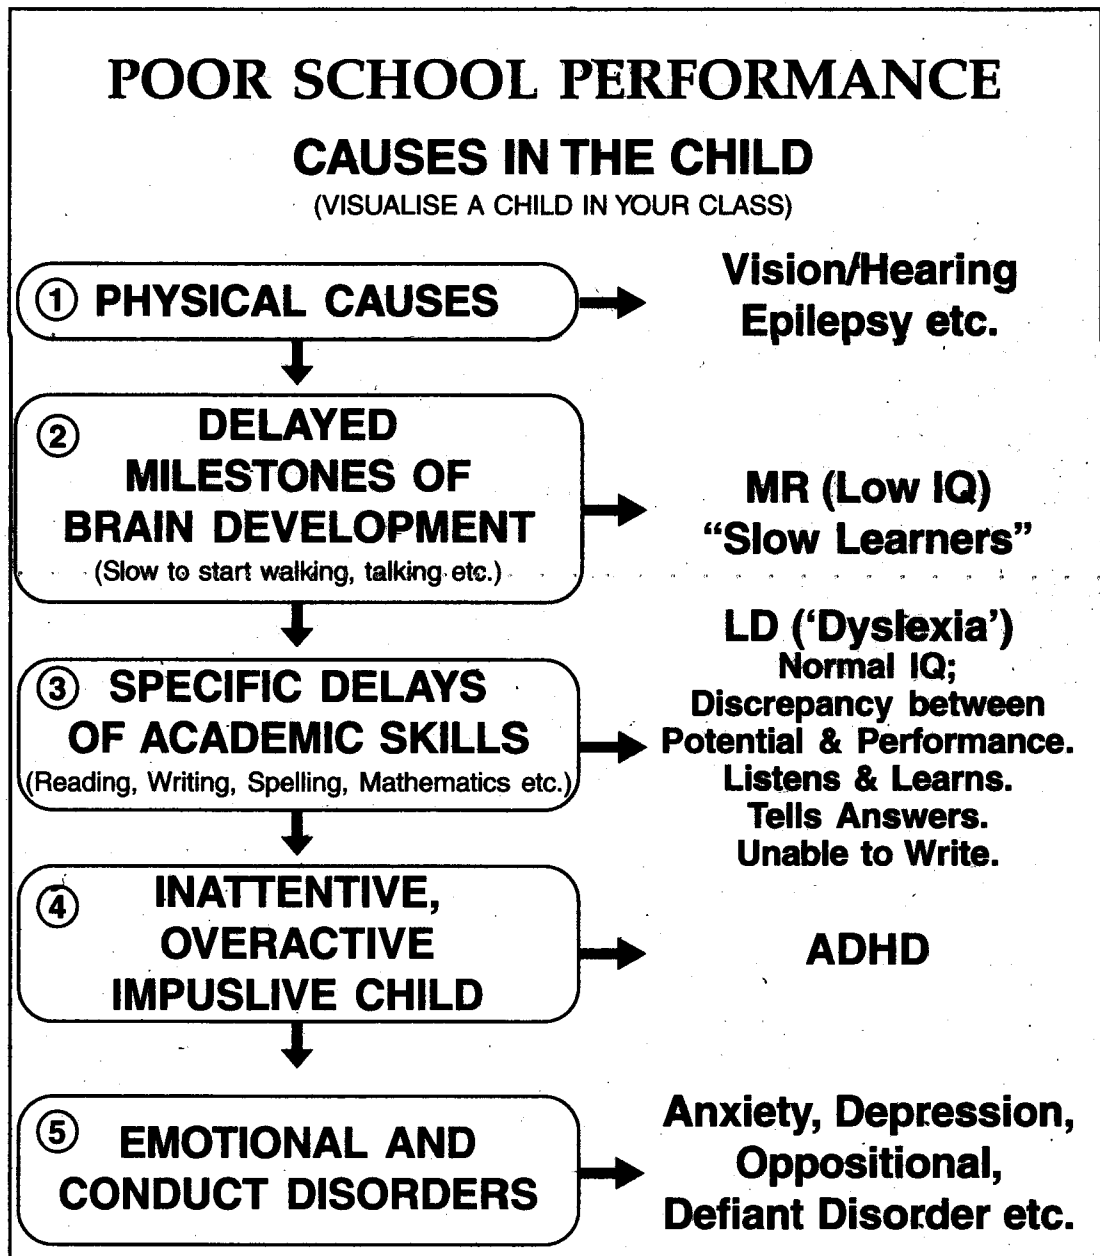 POOR SCHOOL PERFORMANCE
CAUSES IN THE CHILD
(VISUALISE A CHILD IN YOUR CLASS)
① PHYSICAL CAUSES
Vision/Hearing
Epilepsy etc.
② DELAYED
MILESTONES OF
BRAIN DEVELOPMENT
(Slow to start walking, talking etc.)
MR (Low IQ)
“Slow Learners”
③ SPECIFIC DELAYS
OF ACADEMIC SKILLS
(Reading, Writing, Spelling, Mathematics etc.)
LD (‘Dyslexia’)
Normal IQ;
Discrepancy between
Potential & Performance.
Listens & Learns.
Tells Answers.
Unable to Write.
④ INATTENTIVE,
OVERACTIVE
IMPUSLIVE CHILD
ADHD
⑤ EMOTIONAL AND
CONDUCT DISORDERS
Anxiety, Depression,
Oppositional,
Defiant Disorder etc.